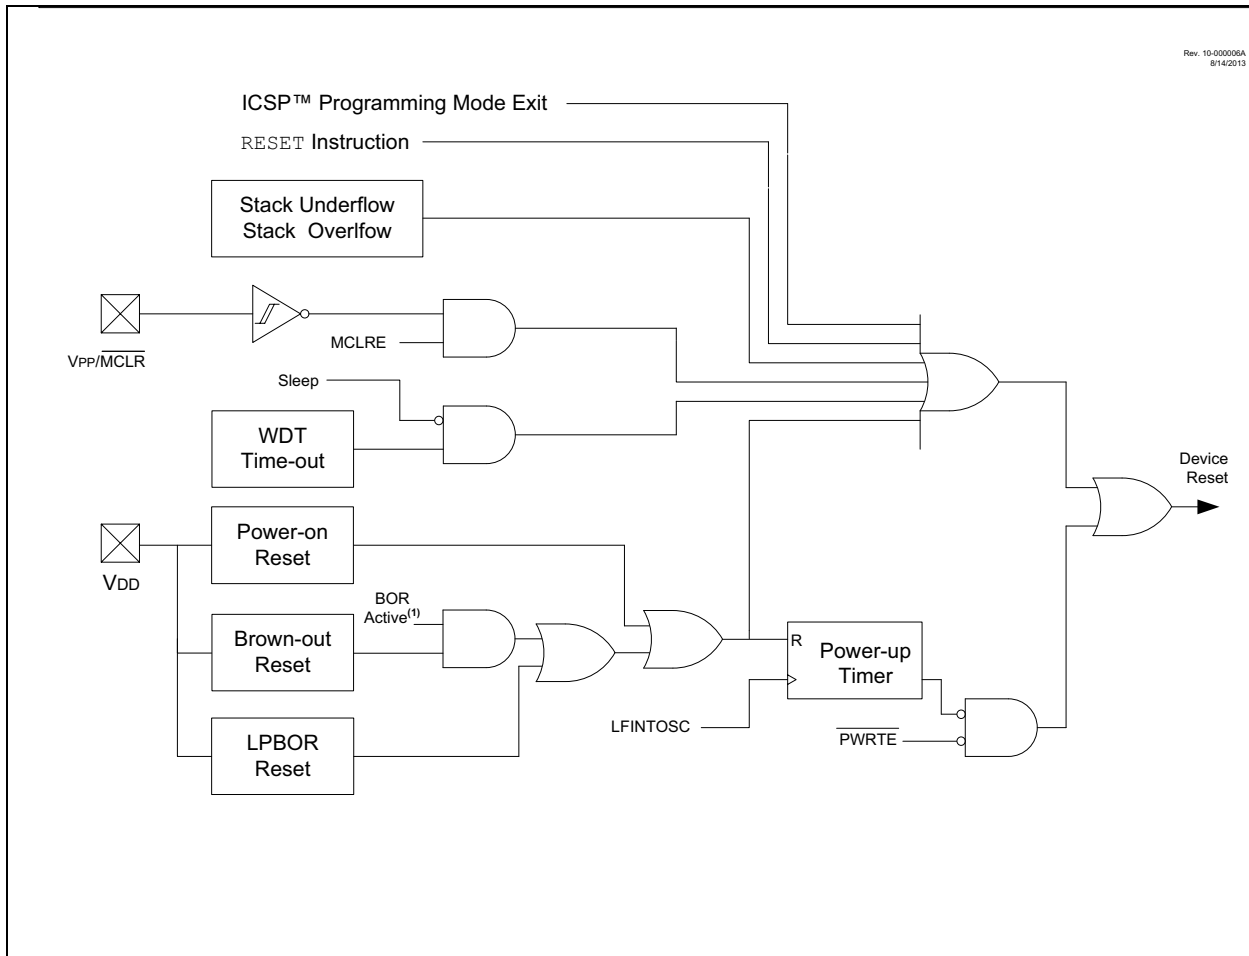 Rev. 10-000006A
8/14/2013
ICSP™ Programming Mode Exit
RESET Instruction
Stack Underflow
Stack Overlfow
VPP/MCLR
MCLRE
Sleep
WDT
Time-out
Device
Reset
VDD
Power-on
Reset
BOR
Active(1)
Brown-out
Reset
R
Power-up
Timer
LFINTOSC
PWRTE
LPBOR
Reset